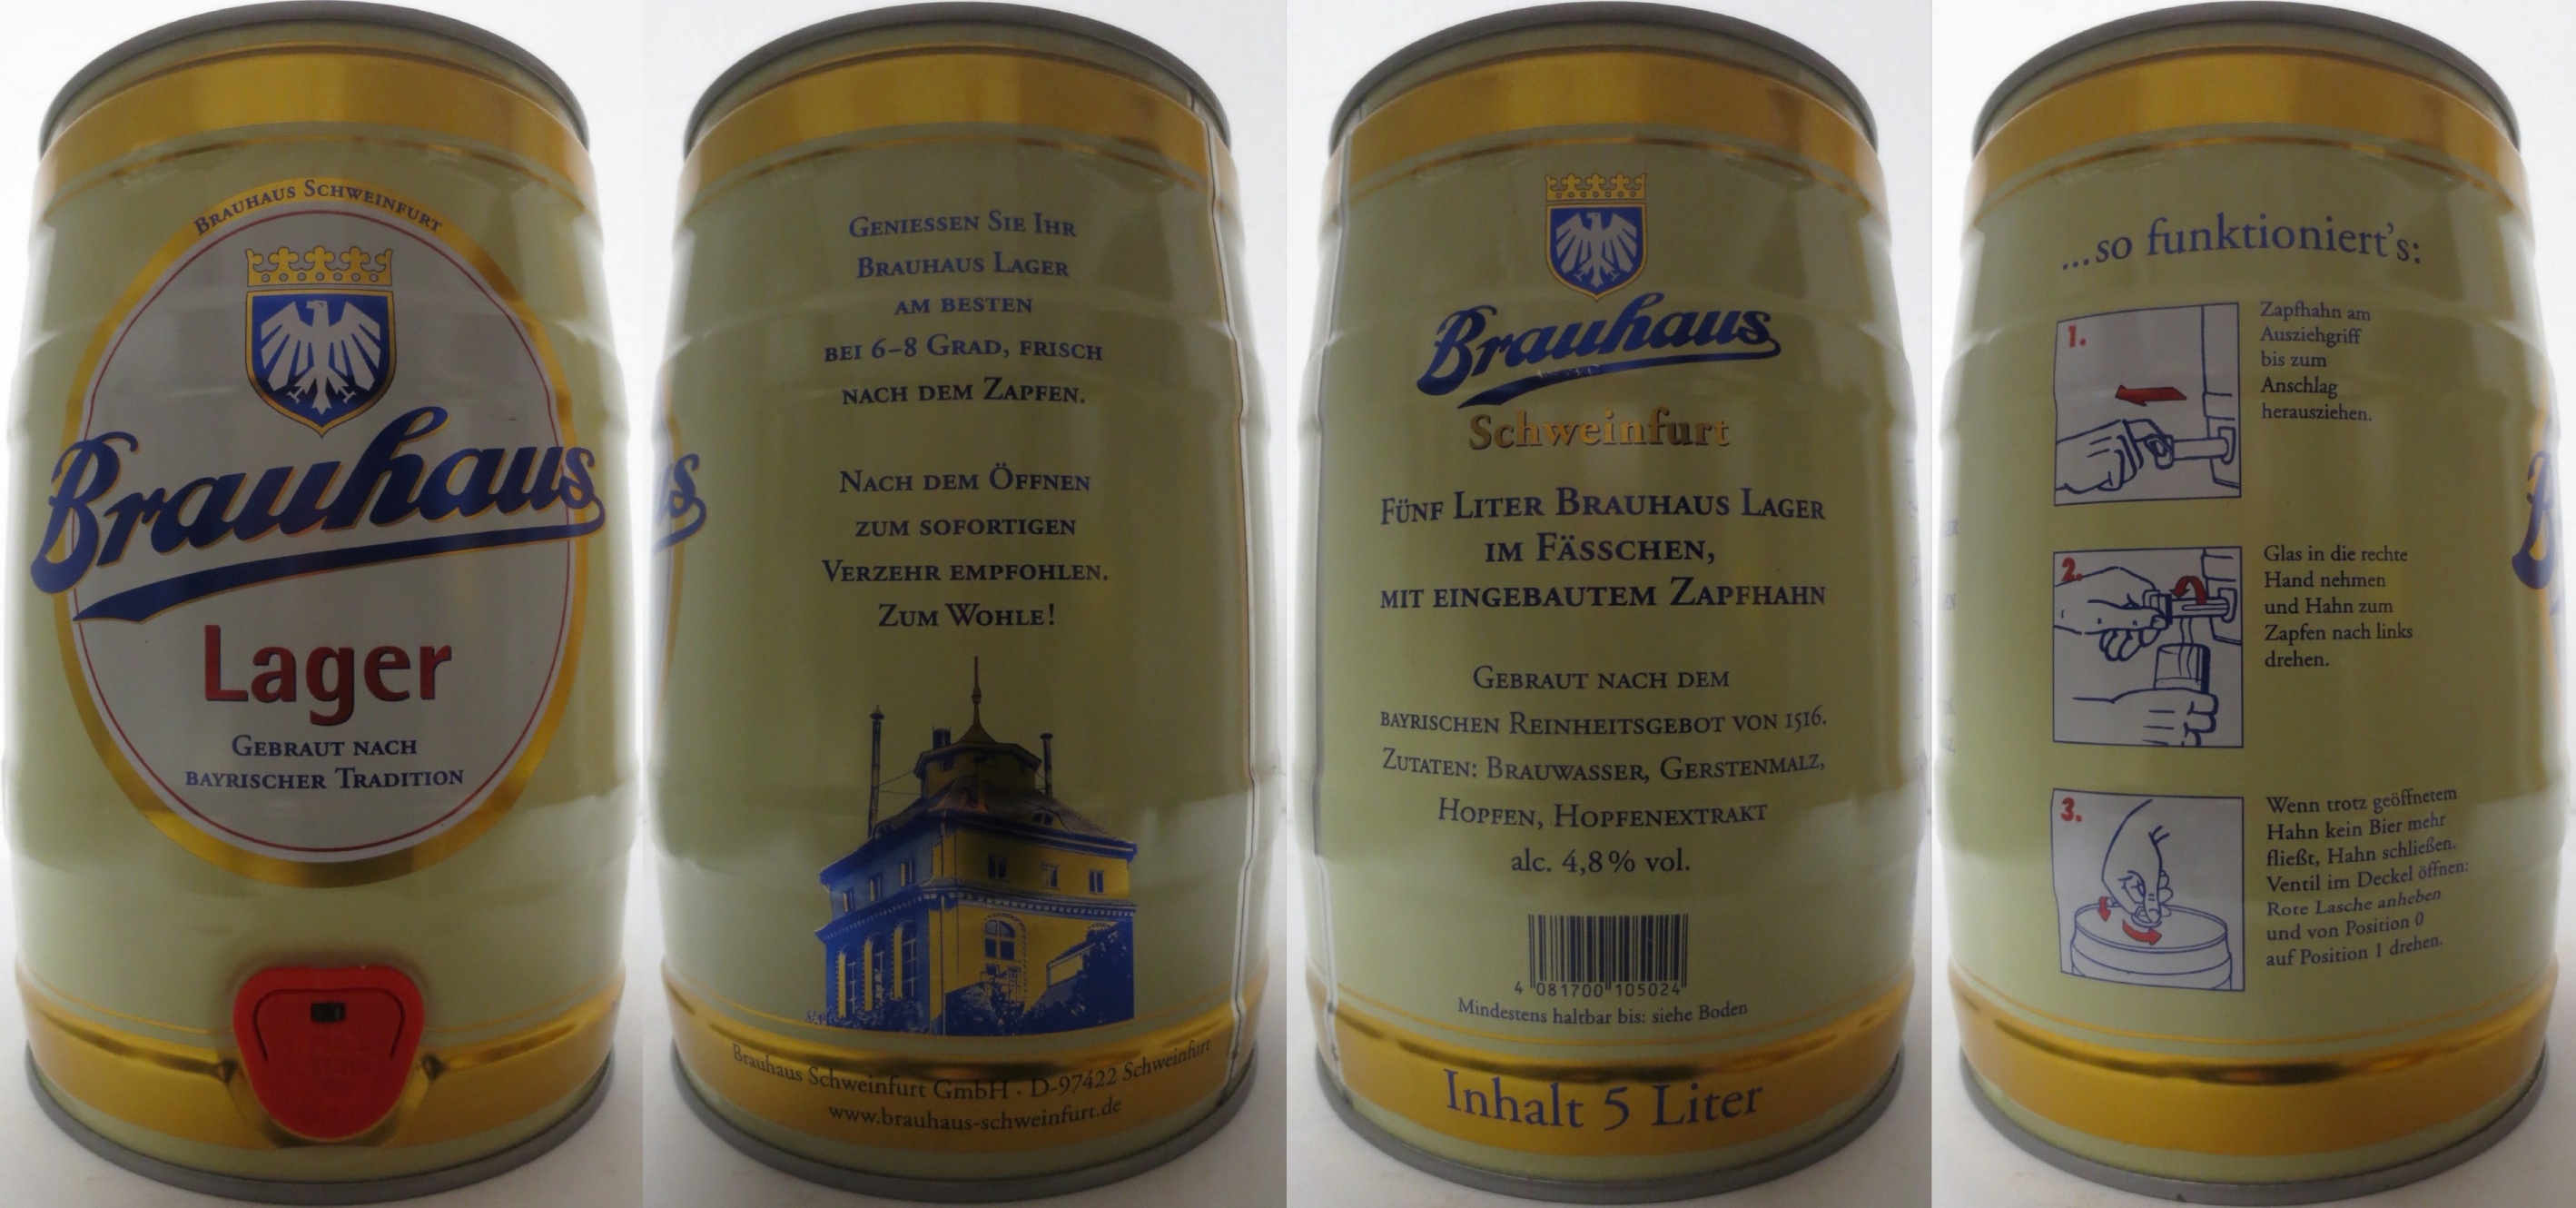 Brauhaus Schweinfurt
Brauhaus
Lager
Gebraut nach
bayrischer Tradition
Geniessen Sie Ihr
Brauhaus Lager
am besten
bei 6–8 Grad, frisch
nach dem Zapfen.
Nach dem Öffnen
zum sofortigen
Verzehr empfohlen.
Zum Wohle!
Brauhaus Schweinfurt GmbH · D-97422 Schweinfurt
www.brauhaus-schweinfurt.de
Brauhaus
Schweinfurt
Fünf Liter Brauhaus Lager
im Fässchen,
mit eingebautem Zapfhahn
Gebraut nach dem
bayrischen Reinheitsgebot von 1516.
Zutaten: Brauwasser, Gerstenmalz,
Hopfen, Hopfenextrakt
alc. 4,8% vol.
4 081700 105024
Mindestens haltbar bis: siehe Boden
Inhalt 5 Liter
...so funktioniert's:
1.
Zapfhahn am
Ausziehgriff
bis zum
Anschlag
herausziehen.
2.
Glas in die rechte
Hand nehmen
und Hahn zum
Zapfen nach links
drehen.
3.
Wenn trotz geöffnetem
Hahn kein Bier mehr
fließt, Hahn schließen.
Ventil im Deckel öffnen:
Rote Lasche anheben
und von Position 0
auf Position 1 drehen.